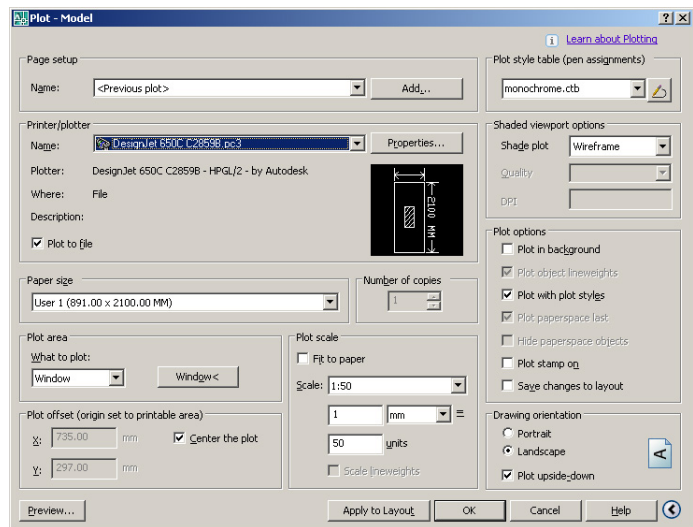 Plot - Model
Learn about Plotting
Page setup
Name: <Previous plot> Add...
Plot style table (pen assignments)
monochrome.ctb
Printer/plotter
Name: DesignJet 650C C2859B.pc3 Properties...
Plotter: DesignJet 650C C2859B - HPGL/2 - by Autodesk
Where: File
Description:
Plot to file
2100 MM
Shaded viewport options
Shade plot Wireframe
Quality
DPI
Paper size
User 1 (891.00 x 2100.00 MM)
Number of copies
1
Plot options
Plot in background
Plot object lineweights
Plot with plot styles
Plot paperspace last
Hide paperspace objects
Plot stamp on
Save changes to layout
Plot area
What to plot:
Window Window<
Plot scale
Fit to paper
Scale: 1:50
1 mm =
50 units
Scale lineweights
Plot offset (origin set to printable area)
X: 735.00 mm Center the plot
Y: 297.00 mm
Drawing orientation
Portrait
Landscape
Plot upside-down
A
Preview... Apply to Layout OK Cancel Help